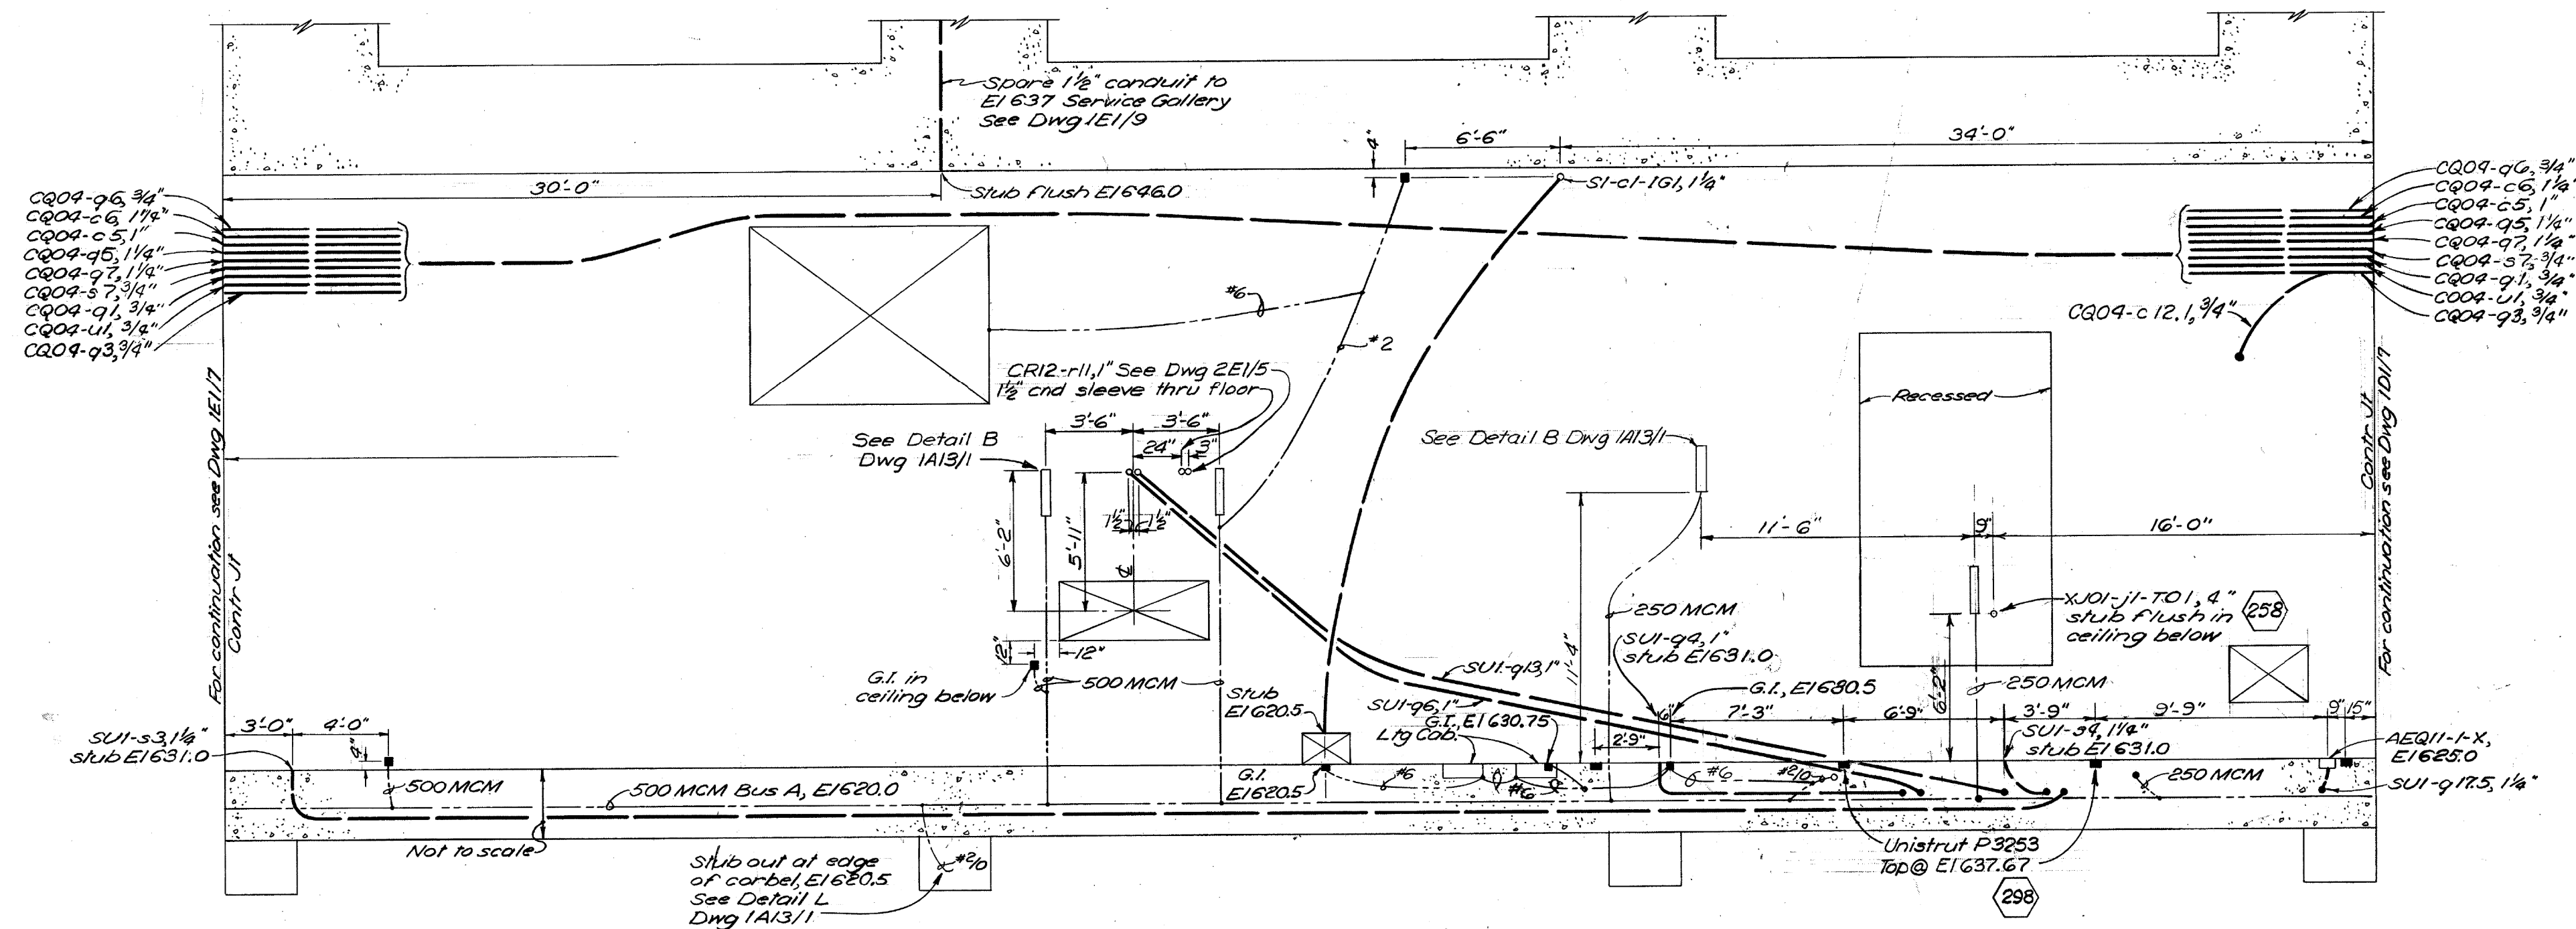 Spare 1½" conduit to
El 637 Service Gallery
See Dwg 1E1/9
6'-6"
34'-0"
4"
30'-0"
Stub flush El 646.0
S1-c1-1G1, 1¼"
CQ04-q6, ¾"
CQ04-c6, 1¼"
CQ04-c5, 1"
CQ04-q5, 1¼"
CQ04-q7, 1¼"
CQ04-s7, ¾"
CQ04-q1, ¾"
CQ04-u1, ¾"
CQ04-q3, ¾"
CQ04-q6, ¾"
CQ04-c6, 1¼"
CQ04-c5, 1"
CQ04-q5, 1¼"
CQ04-q7, 1¼"
CQ04-s7, ¾"
CQ04-q1, ¾"
CO04-u1, ¾"
CQ04-q3, ¾"
CQ04-c12.1, ¾"
#6
#2
CR12-r11, 1" See Dwg 2E1/5
1½" cnd sleeve thru floor
3'-6"
3'-6"
24"
3"
See Detail B
Dwg 1A13/1
See Detail B Dwg 1A13/1
Recessed
For continuation see Dwg 1E1/7
Contr Jt
Contr Jt
For continuation see Dwg 1D1/7
6'-2"
5'-11"
1½"
1½"
℄
11'-6"
9"
16'-0"
11'-4"
250 MCM
XJ01-j1-T01, 4"
stub flush in
ceiling below
258
SU1-q4, 1"
stub El 631.0
12"
12"
G.I. in
ceiling below
500 MCM
Stub
El 620.5
SU1-q13, 1"
SU1-q6, 1"
G.I., El 630.75
Ltg Cab.
G.I., El 680.5
6"
7'-3"
6'-9"
6'-2"
250 MCM
3'-9"
9'-9"
9"
15"
2'-9"
SU1-s4, 1¼"
stub El 631.0
SU1-s3, 1¼"
stub El 631.0
3'-0"
4'-0"
4"
500 MCM
500 MCM Bus A, El 620.0
G.I.
El 620.5
#6
#6
#6
#2/0
250 MCM
AEQ11-1-X,
El 625.0
SU1-q17.5, 1¼"
Not to scale
Stub out at edge
of corbel, El 620.5
See Detail L
Dwg 1A13/1
#2/0
Unistrut P3253
Top @ El 637.67
298